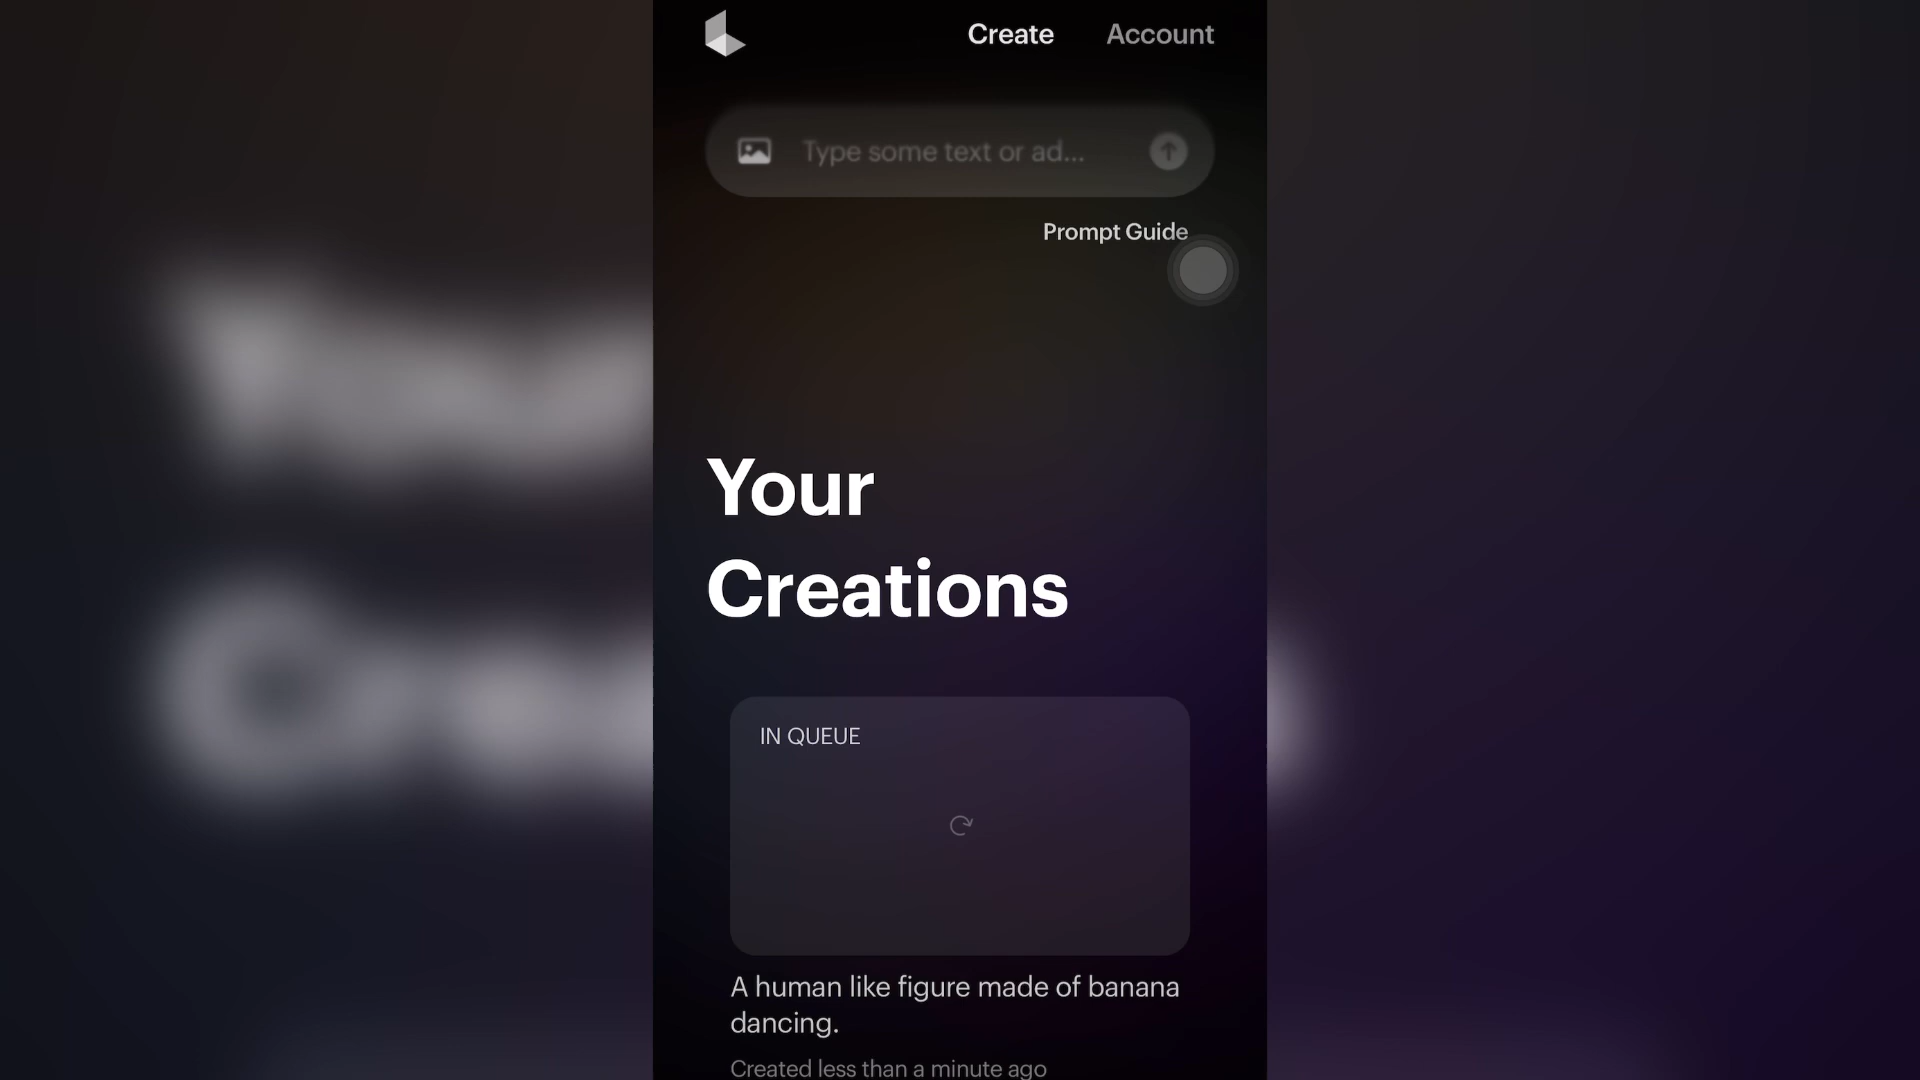 Create Account
Type some text or ad...
Prompt Guide
Your
Creations
IN QUEUE
A human like figure made of banana
dancing.
Created less than a minute ago